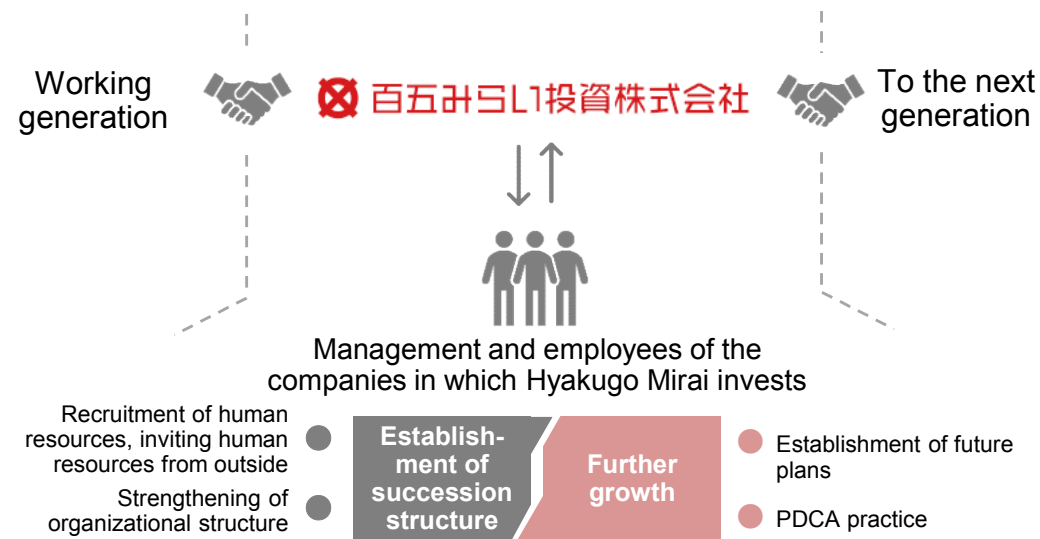 Working
generation
百五みらい投資株式会社
To the next
generation
Management and employees of the
companies in which Hyakugo Mirai invests
Recruitment of human
resources, inviting human
resources from outside
Strengthening of
organizational structure
Establish-
ment of
succession
structure
Further
growth
Establishment of future
plans
PDCA practice